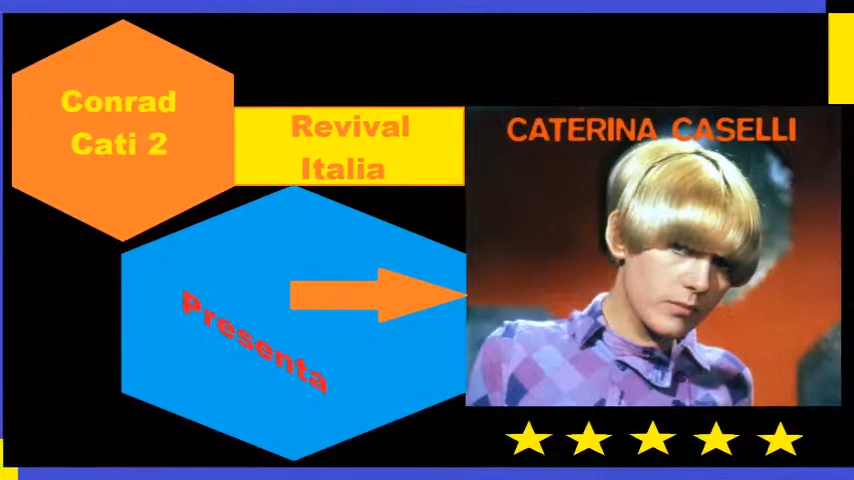 Conrad
Cati 2
Revival
Italia
CATERINA CASELLI
Presenta